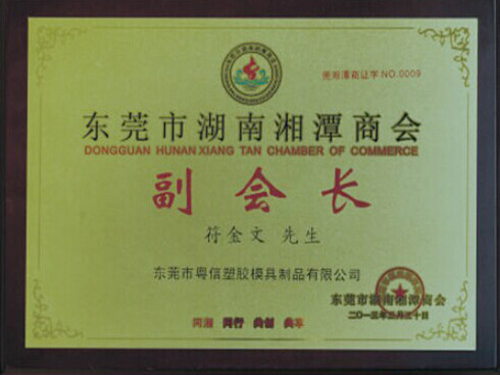 莞湘潭商证字NO.0009
东莞市湖南湘潭商会
DONGGUAN HUNAN XIANG TAN CHAMBER OF COMMERCE
副会长
符金文 先生
东莞市粤信塑胶模具制品有限公司
东莞市湖南湘潭商会
同湘 同行 共创 共享